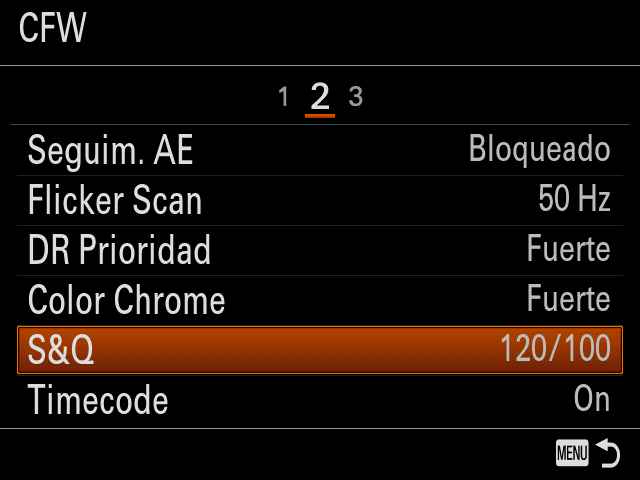 CFW
1 2 3
Seguim. AE Bloqueado
Flicker Scan 50 Hz
DR Prioridad Fuerte
Color Chrome Fuerte
S&Q 120/100
Timecode On
MENU